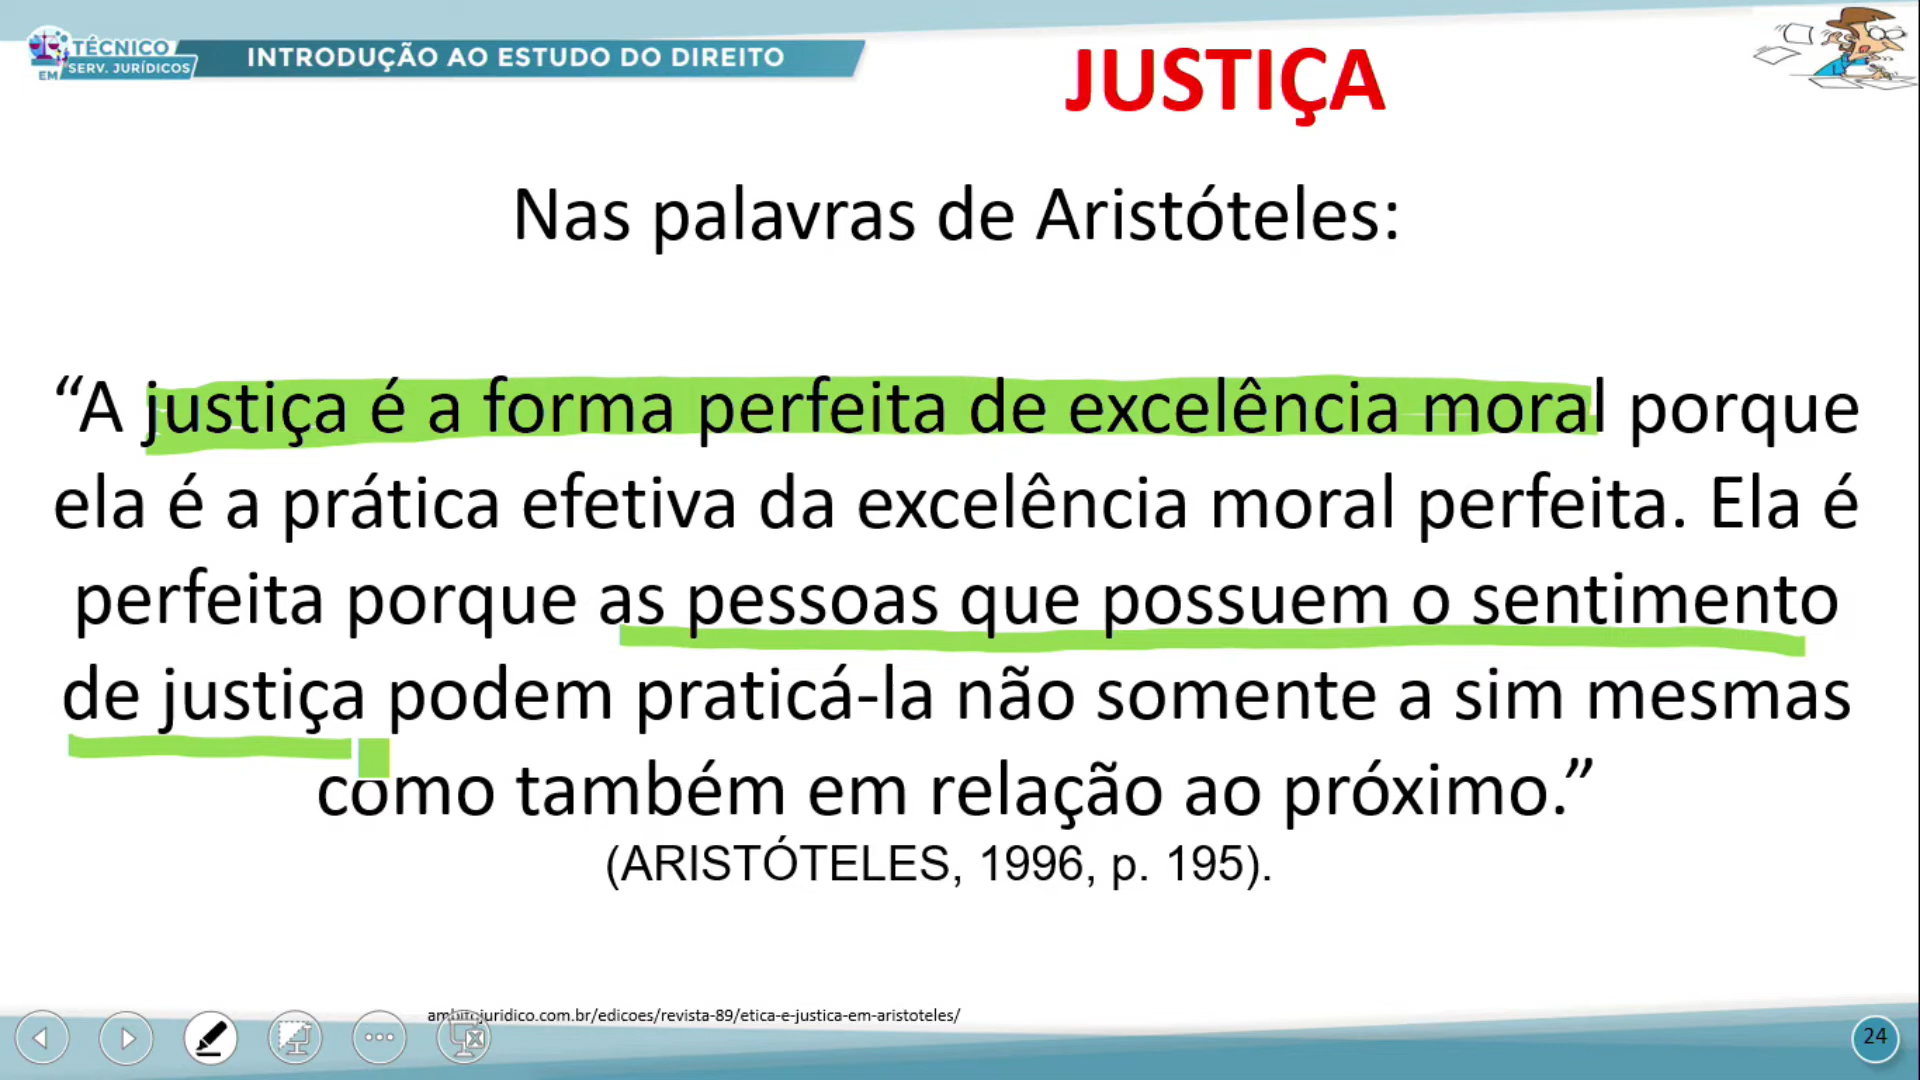 TÉCNICO
EM SERV. JURÍDICOS
INTRODUÇÃO AO ESTUDO DO DIREITO
JUSTIÇA
Nas palavras de Aristóteles:
“A justiça é a forma perfeita de excelência moral porque
ela é a prática efetiva da excelência moral perfeita. Ela é
perfeita porque as pessoas que possuem o sentimento
de justiça podem praticá-la não somente a sim mesmas
como também em relação ao próximo.”
(ARISTÓTELES, 1996, p. 195).
ambitojuridico.com.br/edicoes/revista-89/etica-e-justica-em-aristoteles/
24